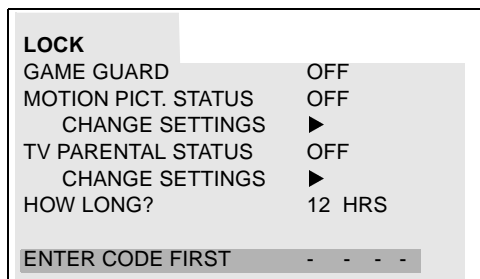 LOCK
GAME GUARD OFF
MOTION PICT. STATUS OFF
CHANGE SETTINGS ▶
TV PARENTAL STATUS OFF
CHANGE SETTINGS ▶
HOW LONG? 12 HRS
ENTER CODE FIRST - - - -